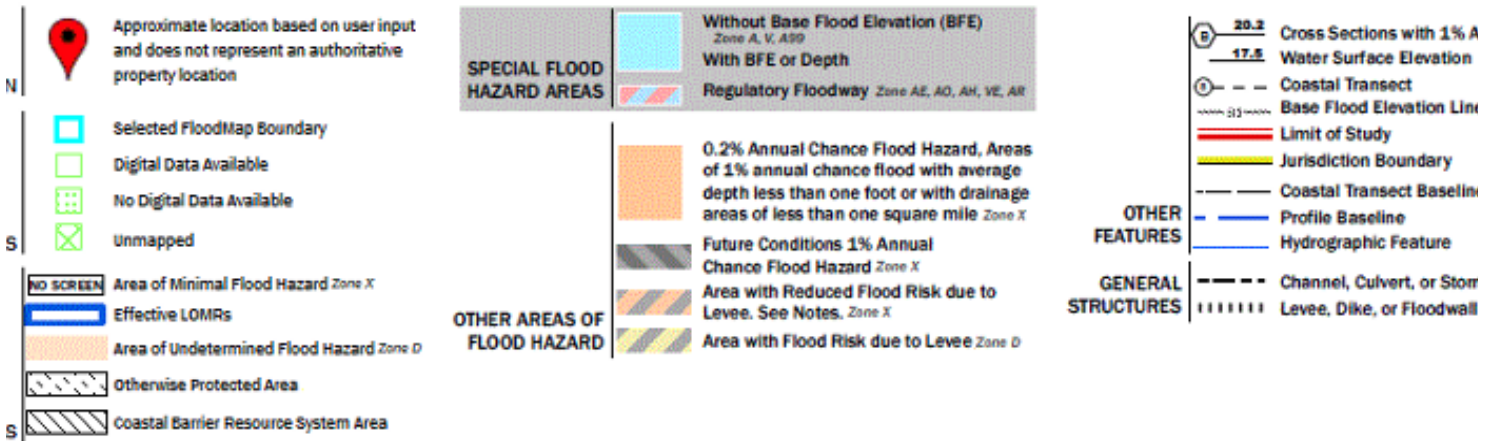 Approximate location based on user input
and does not represent an authoritative
property location
N
Selected FloodMap Boundary
Digital Data Available
No Digital Data Available
Unmapped
S
NO SCREEN Area of Minimal Flood Hazard Zone X
Effective LOMRs
Area of Undetermined Flood Hazard Zone D
Otherwise Protected Area
Coastal Barrier Resource System Area
S
SPECIAL FLOOD
HAZARD AREAS
Without Base Flood Elevation (BFE)
Zone A, V, A99
With BFE or Depth
Regulatory Floodway Zone AE, AO, AH, VE, AR
0.2% Annual Chance Flood Hazard, Areas
of 1% annual chance flood with average
depth less than one foot or with drainage
areas of less than one square mile Zone X
Future Conditions 1% Annual
Chance Flood Hazard Zone X
Area with Reduced Flood Risk due to
Levee. See Notes. Zone X
Area with Flood Risk due to Levee Zone D
OTHER AREAS OF
FLOOD HAZARD
B 20.2 Cross Sections with 1% A
17.5 Water Surface Elevation
8 Coastal Transect
Base Flood Elevation Line
Limit of Study
Jurisdiction Boundary
Coastal Transect Baseline
Profile Baseline
Hydrographic Feature
OTHER
FEATURES
GENERAL
STRUCTURES
Channel, Culvert, or Storm
Levee, Dike, or Floodwall